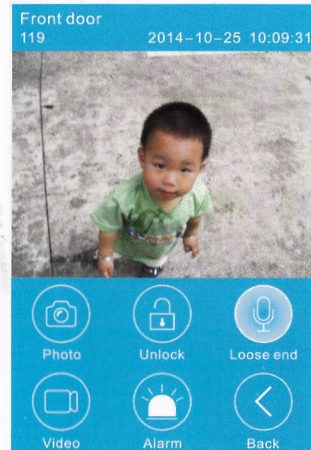 Front door
119 2014-10-25 10:09:31
Photo Unlock Loose end
Video Alarm Back